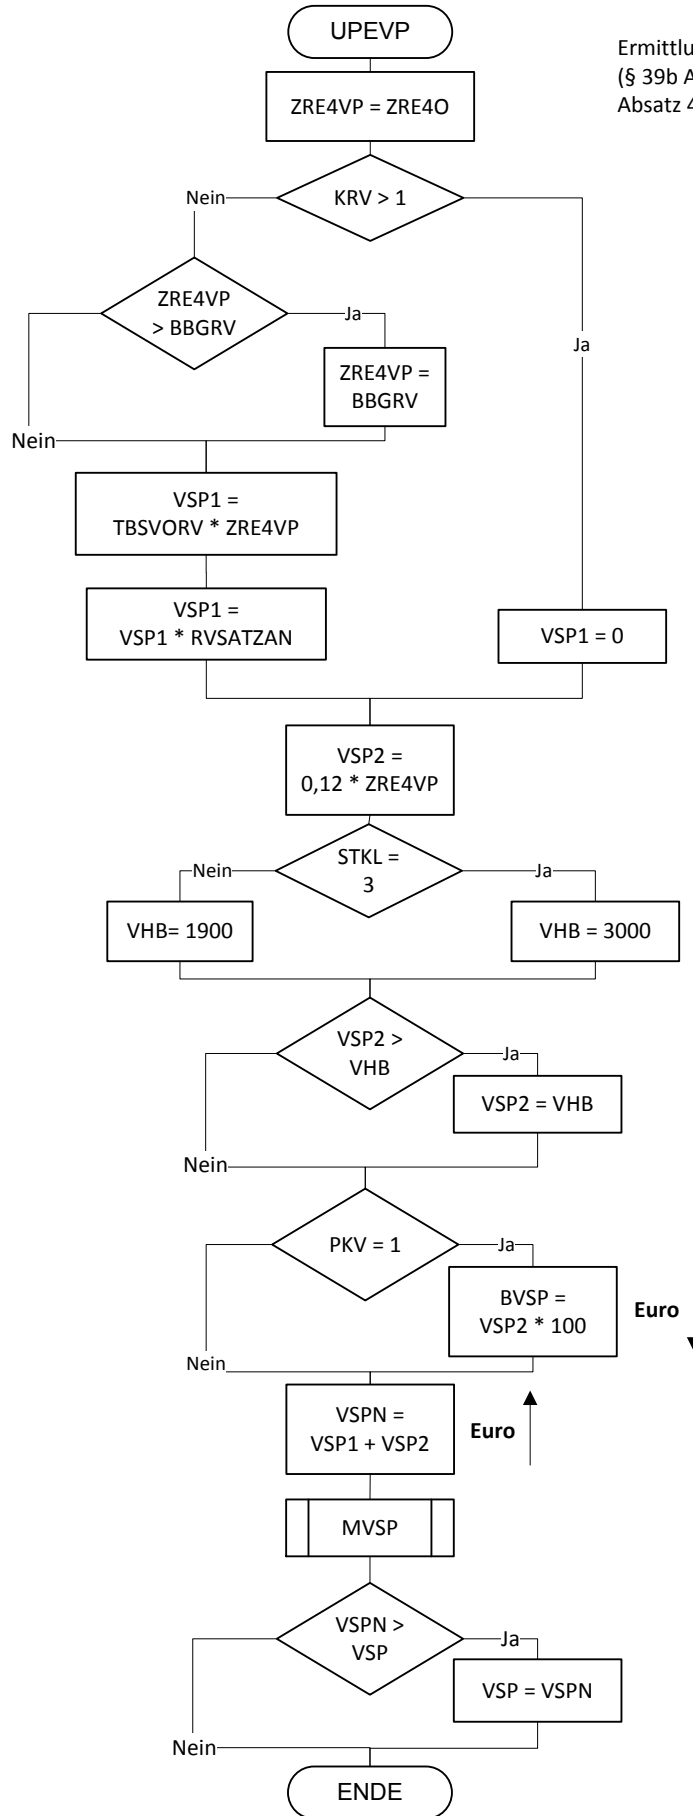 UPEVP
(§ 39b A
Absatz 4
ZRE4VP = ZRE4O
KRV > 1
Nein
Ja
ZRE4VP
> BBGRV
Ja
ZRE4VP =
BBGRV
Nein
VSP1 =
TBSVORV * ZRE4VP
VSP1 =
VSP1 * RVSATZAN
VSP1 = 0
VSP2 =
0,12 * ZRE4VP
STKL =
3
Nein
Ja
VHB= 1900
VHB = 3000
VSP2 >
VHB
Ja
VSP2 = VHB
Nein
PKV = 1
Ja
BVSP =
VSP2 * 100
Euro
Nein
VSPN =
VSP1 + VSP2
Euro
MVSP
VSPN >
VSP
Ja
VSP = VSPN
Nein
ENDE